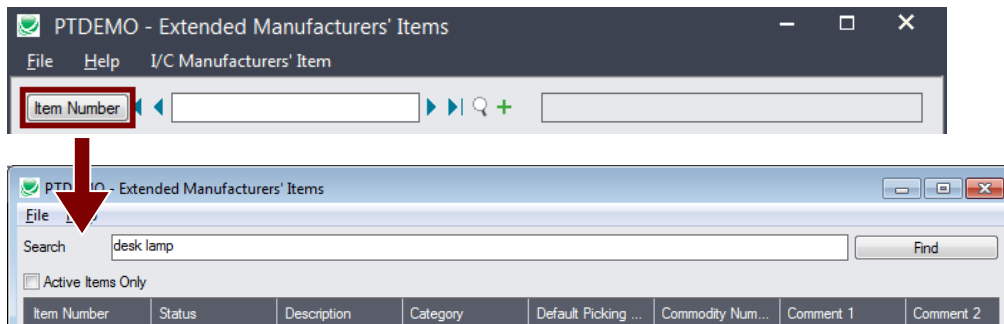 PTDEMO - Extended Manufacturers' Items
File Help I/C Manufacturers' Item
Item Number
- Extended Manufacturers' Items
File
Search desk lamp Find
Active Items Only
Item Number Status Description Category Default Picking ... Commodity Num... Comment 1 Comment 2